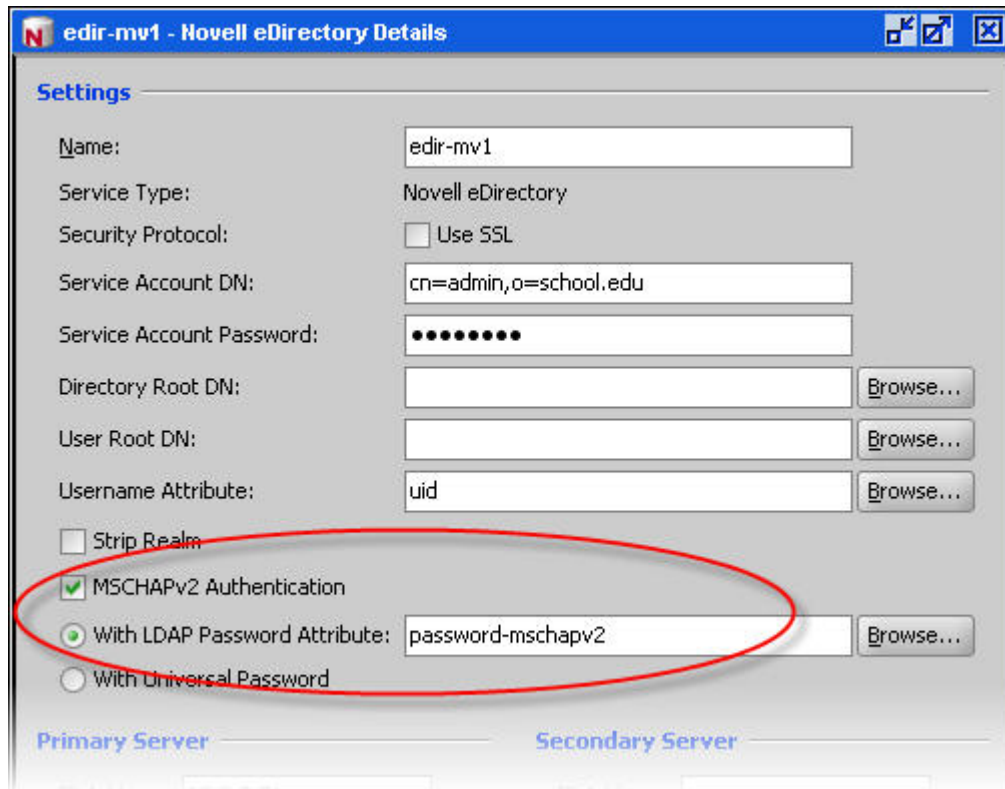 N edir-mv1 - Novell eDirectory Details
Settings
Name: edir-mv1
Service Type: Novell eDirectory
Security Protocol: Use SSL
Service Account DN: cn=admin,o=school.edu
Service Account Password: ●●●●●●●●
Directory Root DN: Browse...
User Root DN: Browse...
Username Attribute: uid Browse...
Strip Realm
MSCHAPv2 Authentication
With LDAP Password Attribute: password-mschapv2 Browse...
With Universal Password
Primary Server Secondary Server